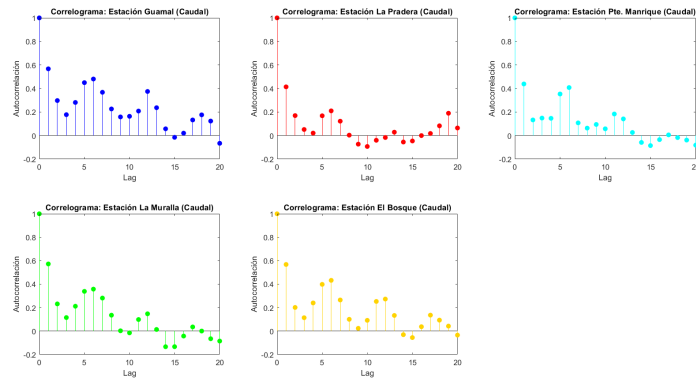 Correlograma: Estación Guamal (Caudal)
1
0.8
0.6
0.4
0.2
0
-0.2
Autocorrelación
0 5 10 15 20
Lag
Correlograma: Estación La Pradera (Caudal)
1
0.8
0.6
0.4
0.2
0
-0.2
Autocorrelación
0 5 10 15 20
Lag
Correlograma: Estación Pte. Manrique (Caudal)
1
0.8
0.6
0.4
0.2
0
-0.2
Autocorrelación
0 5 10 15 20
Lag
Correlograma: Estación La Muralla (Caudal)
1
0.8
0.6
0.4
0.2
0
-0.2
Autocorrelación
0 5 10 15 20
Lag
Correlograma: Estación El Bosque (Caudal)
1
0.8
0.6
0.4
0.2
0
-0.2
Autocorrelación
0 5 10 15 20
Lag